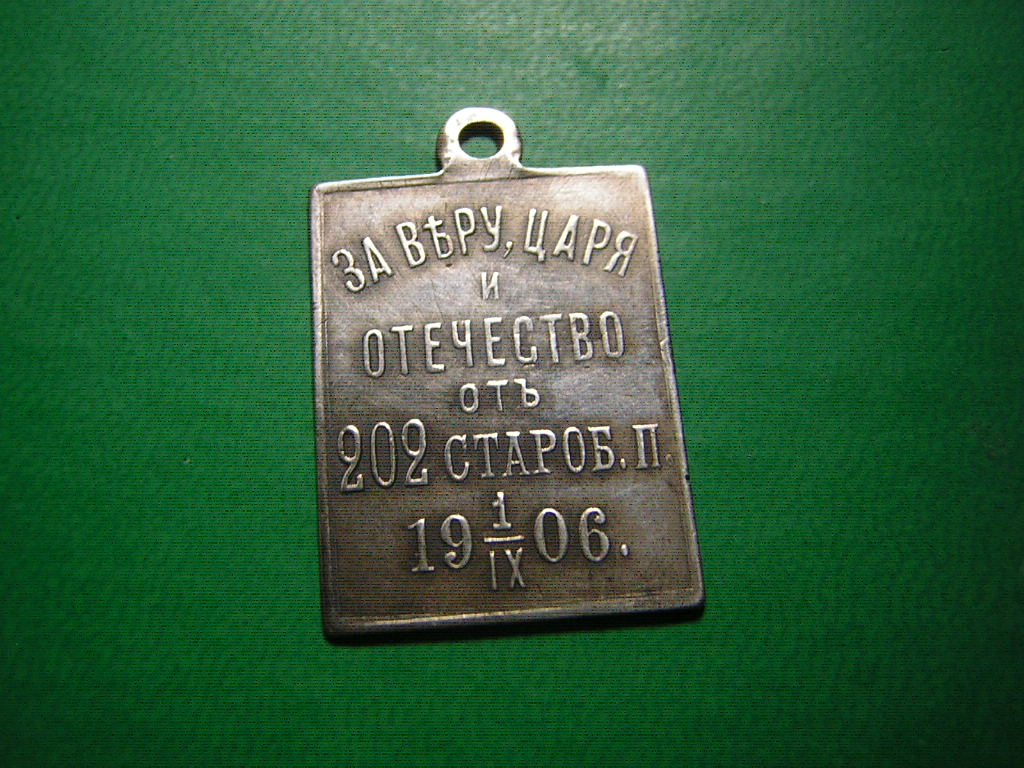 ЗА ВѢРУ, ЦАРЯ
И
ОТЕЧЕСТВО
ОТЪ
202 СТАРОБ. П.
19 1/IX 06.